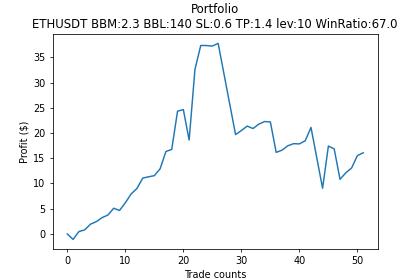 Portfolio
ETHUSDT BBM:2.3 BBL:140 SL:0.6 TP:1.4 lev:10 WinRatio:67.0
35
30
25
20
15
10
5
0
Profit ($)
0 10 20 30 40 50
Trade counts